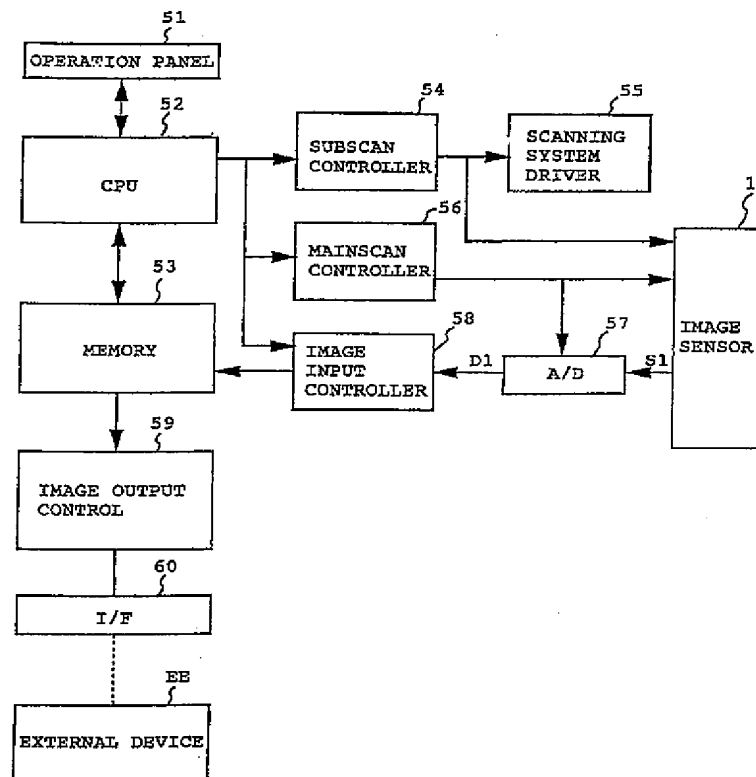 51
OPERATION PANEL
52
CPU
53
MEMORY
59
IMAGE OUTPUT
CONTROL
60
I/F
EE
EXTERNAL DEVICE
54
SUBSCAN
CONTROLLER
55
SCANNING
SYSTEM
DRIVER
56
MAINSCAN
CONTROLLER
58
IMAGE
INPUT
CONTROLLER
D1
57
A/D
S1
1
IMAGE
SENSOR